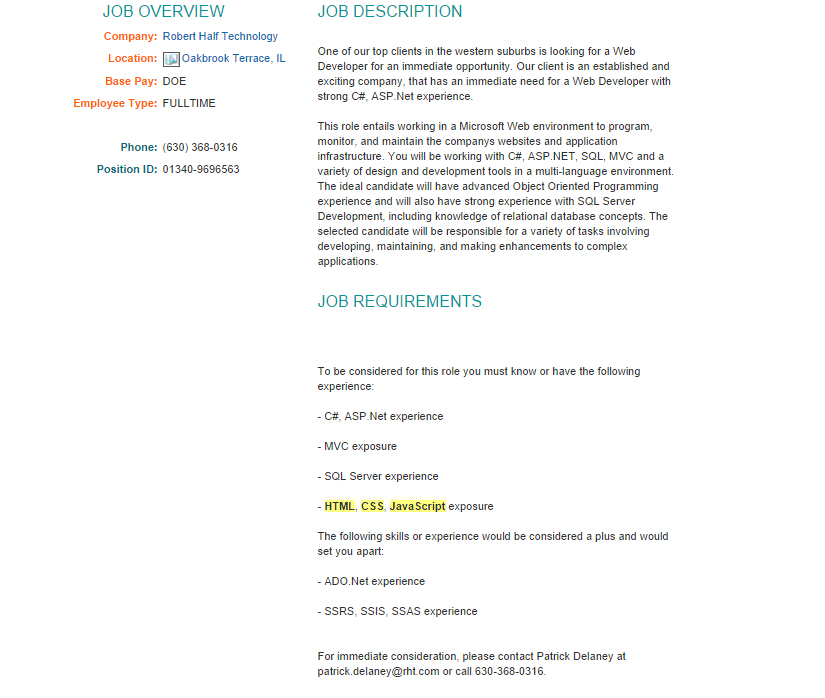 JOB OVERVIEW
Company: Robert Half Technology
Location: Oakbrook Terrace, IL
Base Pay: DOE
Employee Type: FULLTIME
Phone: (630) 368-0316
Position ID: 01340-9696563
JOB DESCRIPTION
One of our top clients in the western suburbs is looking for a Web
Developer for an immediate opportunity. Our client is an established and
exciting company, that has an immediate need for a Web Developer with
strong C#, ASP.Net experience.
This role entails working in a Microsoft Web environment to program,
monitor, and maintain the companys websites and application
infrastructure. You will be working with C#, ASP.NET, SQL, MVC and a
variety of design and development tools in a multi-language environment.
The ideal candidate will have advanced Object Oriented Programming
experience and will also have strong experience with SQL Server
Development, including knowledge of relational database concepts. The
selected candidate will be responsible for a variety of tasks involving
developing, maintaining, and making enhancements to complex
applications.
JOB REQUIREMENTS
To be considered for this role you must know or have the following
experience:
- C#, ASP.Net experience
- MVC exposure
- SQL Server experience
- HTML, CSS, JavaScript exposure
The following skills or experience would be considered a plus and would
set you apart:
- ADO.Net experience
- SSRS, SSIS, SSAS experience
For immediate consideration, please contact Patrick Delaney at
patrick.delaney@rht.com or call 630-368-0316.